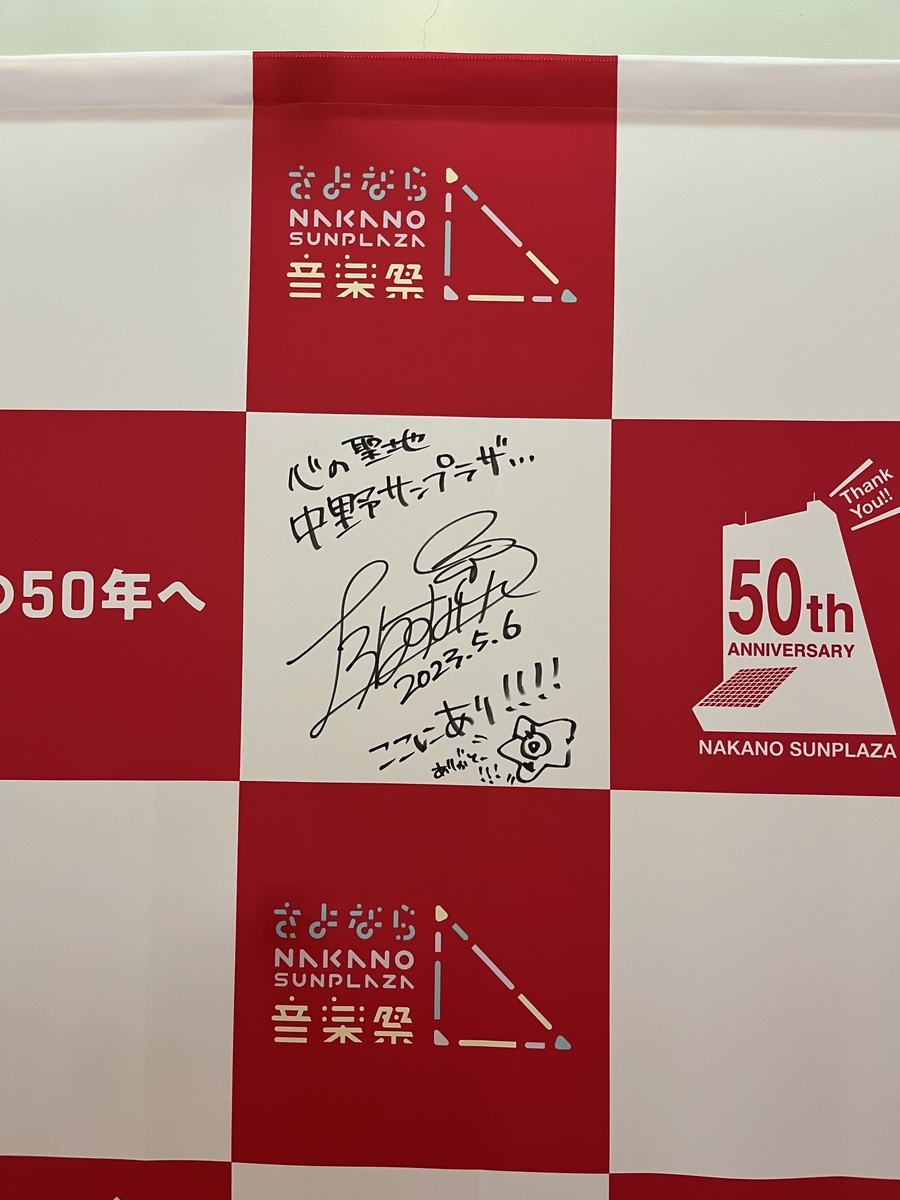 さよなら
NAKANO
SUNPLAZA
音楽祭
心の聖地
中野サンプラザ…
2023.5.6
ここにあり!!!!
ありがとー
!!!
50年へ
Thank
You!!
50th
ANNIVERSARY
NAKANO SUNPLAZA
さよなら
NAKANO
SUNPLAZA
音楽祭